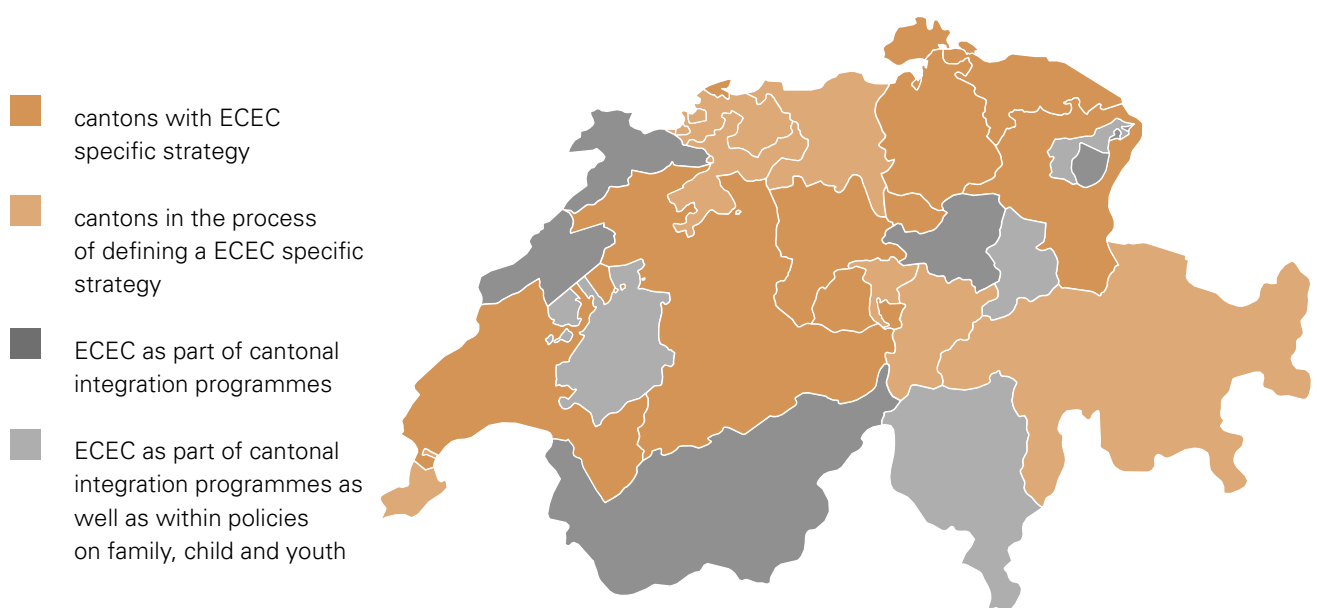 cantons with ECEC
specific strategy
cantons in the process
of defining a ECEC specific
strategy
ECEC as part of cantonal
integration programmes
ECEC as part of cantonal
integration programmes as
well as within policies
on family, child and youth